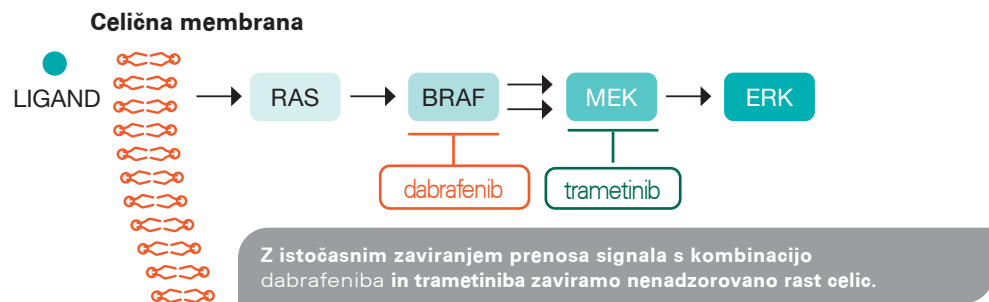 Celična membrana
LIGAND
RAS
BRAF
MEK
ERK
dabrafenib
trametinib
Z istočasnim zaviranjem prenosa signala s kombinacijo
dabrafeniba in trametiniba zaviramo nenadzorovano rast celic.